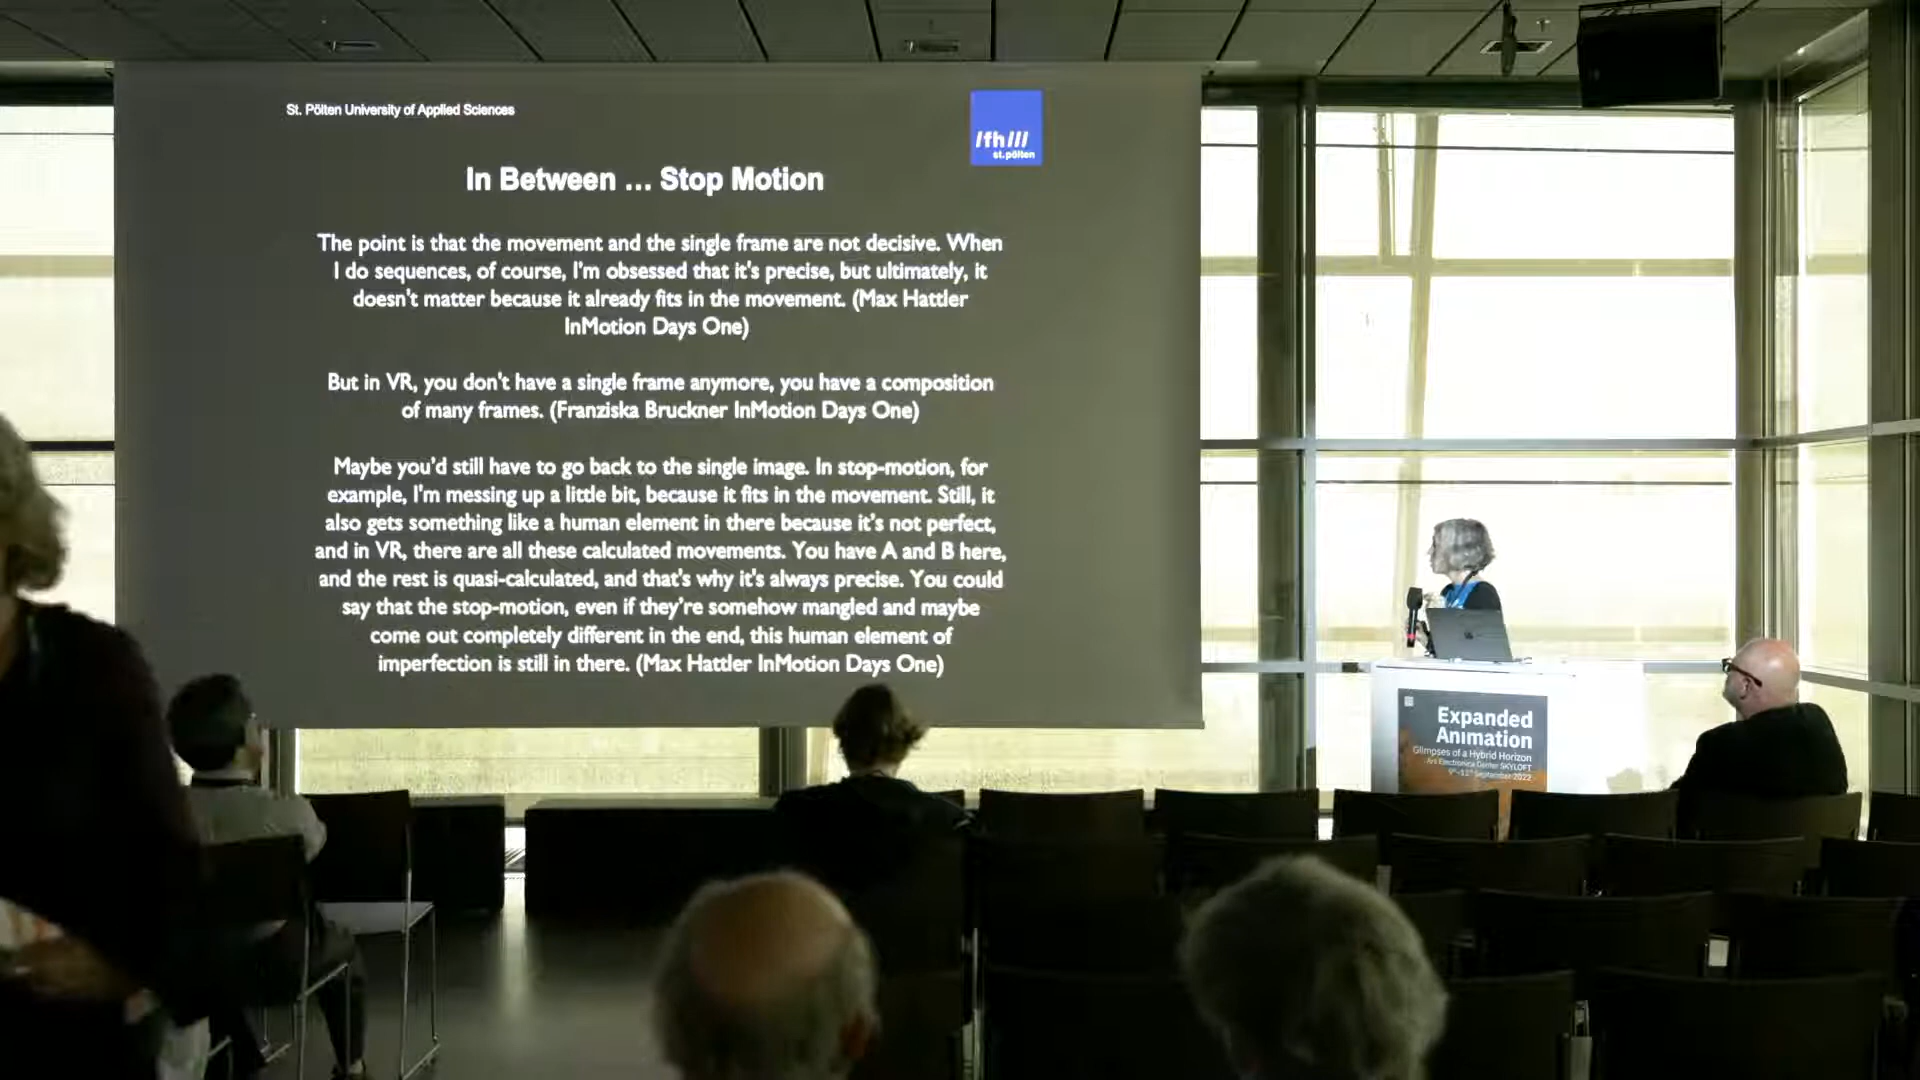 St. Pölten University of Applied Sciences
/fh///
st.pölten
In Between ... Stop Motion
The point is that the movement and the single frame are not decisive. When
I do sequences, of course, I'm obsessed that it's precise, but ultimately, it
doesn't matter because it already fits in the movement. (Max Hattler
InMotion Days One)
But in VR, you don't have a single frame anymore, you have a composition
of many frames. (Franziska Bruckner InMotion Days One)
Maybe you'd still have to go back to the single image. In stop-motion, for
example, I'm messing up a little bit, because it fits in the movement. Still, it
also gets something like a human element in there because it's not perfect,
and in VR, there are all these calculated movements. You have A and B here,
and the rest is quasi-calculated, and that's why it's always precise. You could
say that the stop-motion, even if they're somehow mangled and maybe
come out completely different in the end, this human element of
imperfection is still in there. (Max Hattler InMotion Days One)
Expanded
Animation
Glimpses of a Hybrid Horizon
Ars Electronica Center SKYLOFT
9th-11th September 2022